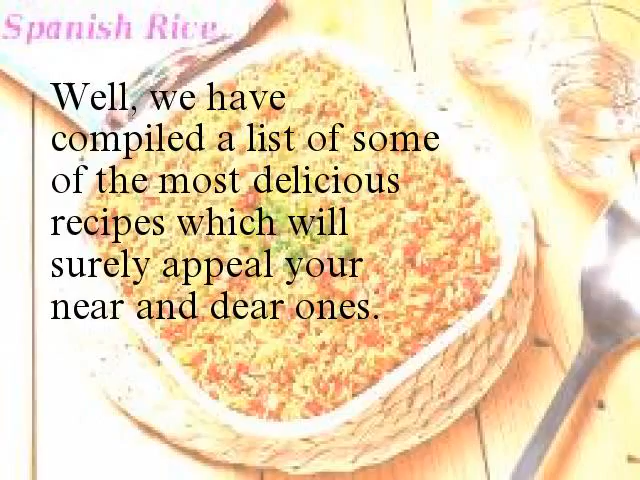 Spanish Rice
Well, we have
compiled a list of some
of the most delicious
recipes which will
surely appeal your
near and dear ones.